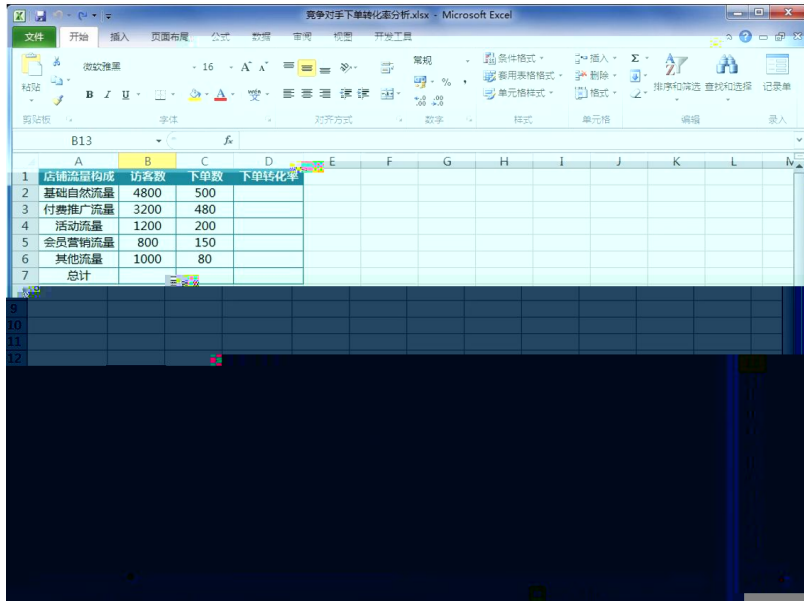 竞争对手下单转化率分析.xlsx - Microsoft Excel
文件 开始 插入 页面布局 公式 数据 审阅 视图 开发工具
微软雅黑 16 A A 常规 条件格式 插入 Σ
粘贴 % , 套用表格格式 删除 排序和筛选 查找和选择 记录单
B I U A 单元格样式 格式
剪贴板 字体 对齐方式 数字 样式 单元格 编辑 录入
B13 fx
A B C D E F G H I J K L M
1 店铺流量构成 访客数 下单数 下单转化率
2 基础自然流量 4800 500
3 付费推广流量 3200 480
4 活动流量 1200 200
5 会员营销流量 800 150
6 其他流量 1000 80
7 总计
9
10
11
12